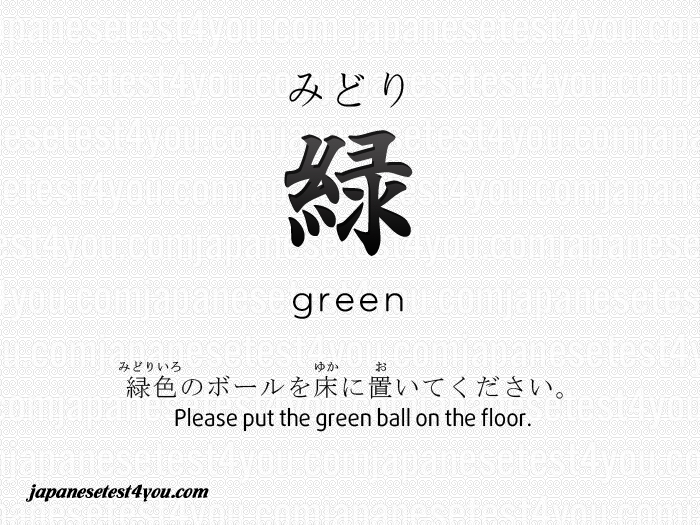 みどり
緑
green
みどりいろ ゆか お
緑色のボールを床に置いてください。
Please put the green ball on the floor.
japanesetest4you.com